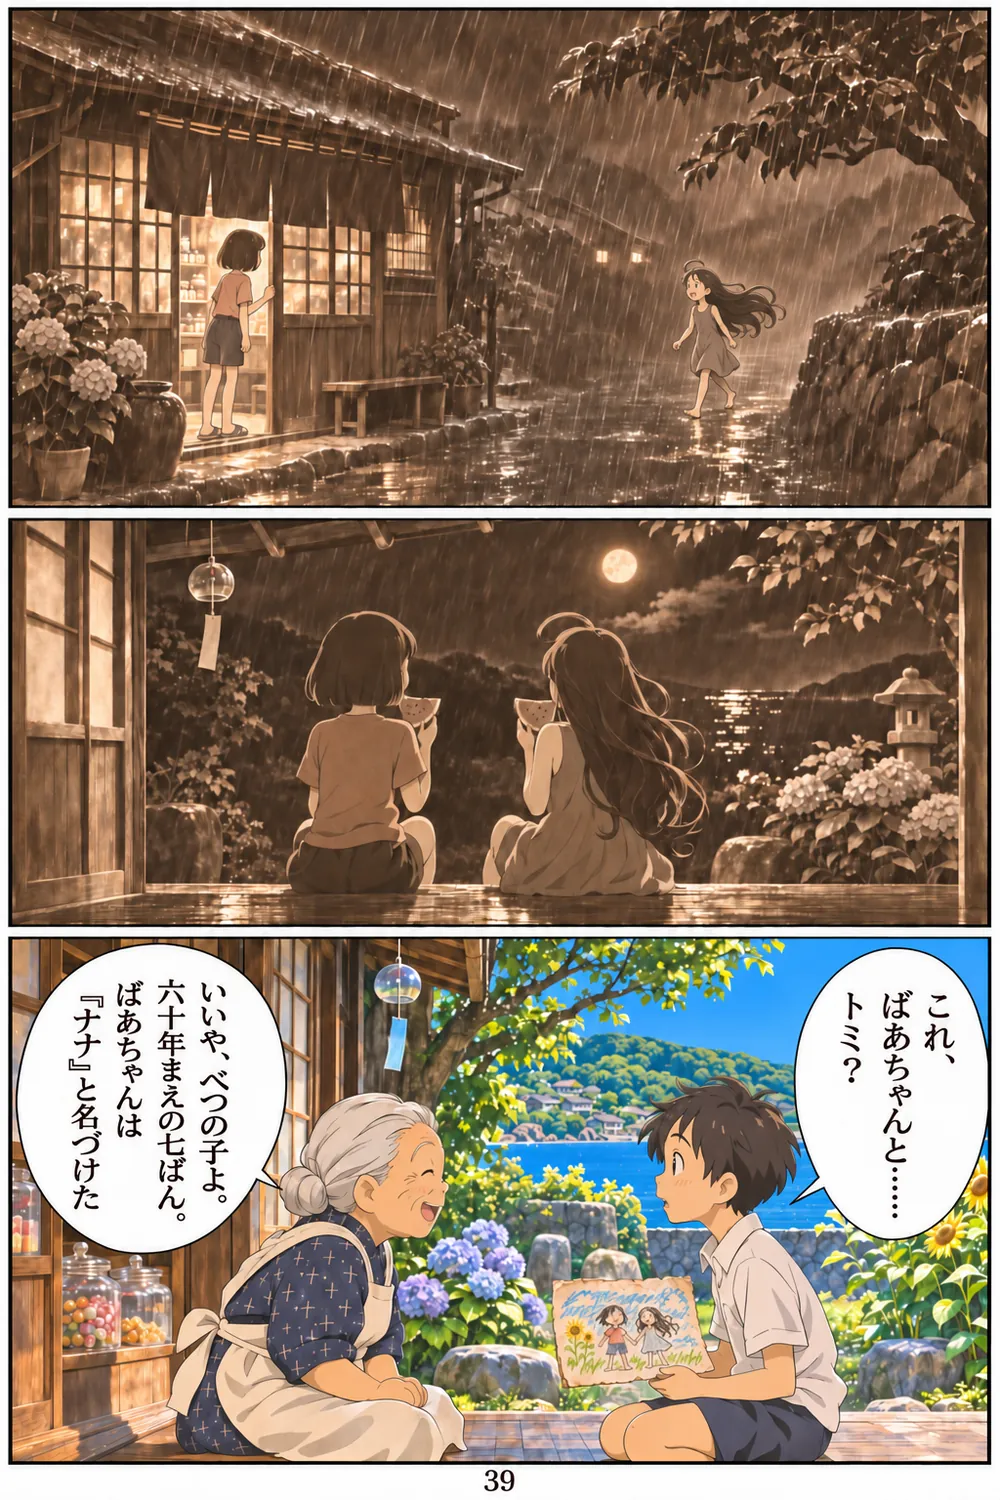 これ、
ばあちゃんと……
トミ？
いいや、べつの子よ。
六十年まえの七ばん。
ばあちゃんは
『ナナ』と名づけた
39